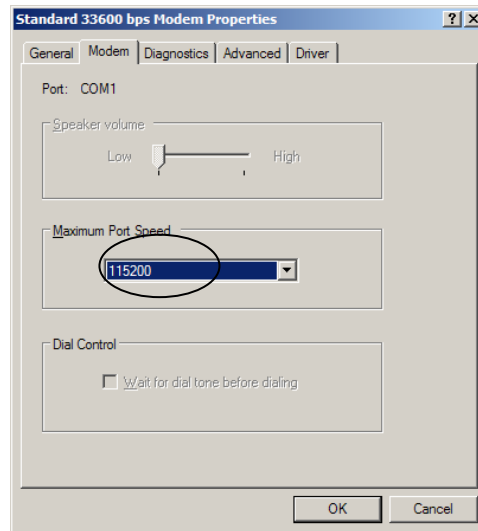 Standard 33600 bps Modem Properties
General Modem Diagnostics Advanced Driver
Port: COM1
Speaker volume
Low High
Maximum Port Speed
115200
Dial Control
Wait for dial tone before dialing
OK Cancel